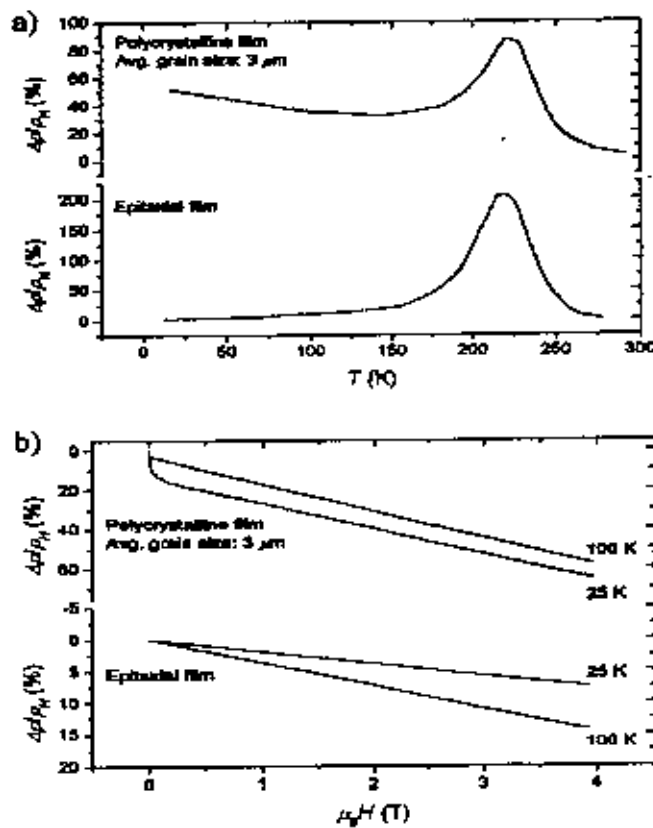 a)
Polycrystalline film
Avg. grain size: 3 μm
Δρ/ρH (%)
100
80
60
40
20
0
Epitaxial film
Δρ/ρH (%)
200
150
100
50
0
0 50 100 150 200 250 300
T (K)
b)
Polycrystalline film
Avg. grain size: 3 μm
Δρ/ρH (%)
0
20
40
60
100 K
25 K
Epitaxial film
Δρ/ρH (%)
-5
0
5
10
15
20
25 K
100 K
0 1 2 3 4
μ0H (T)